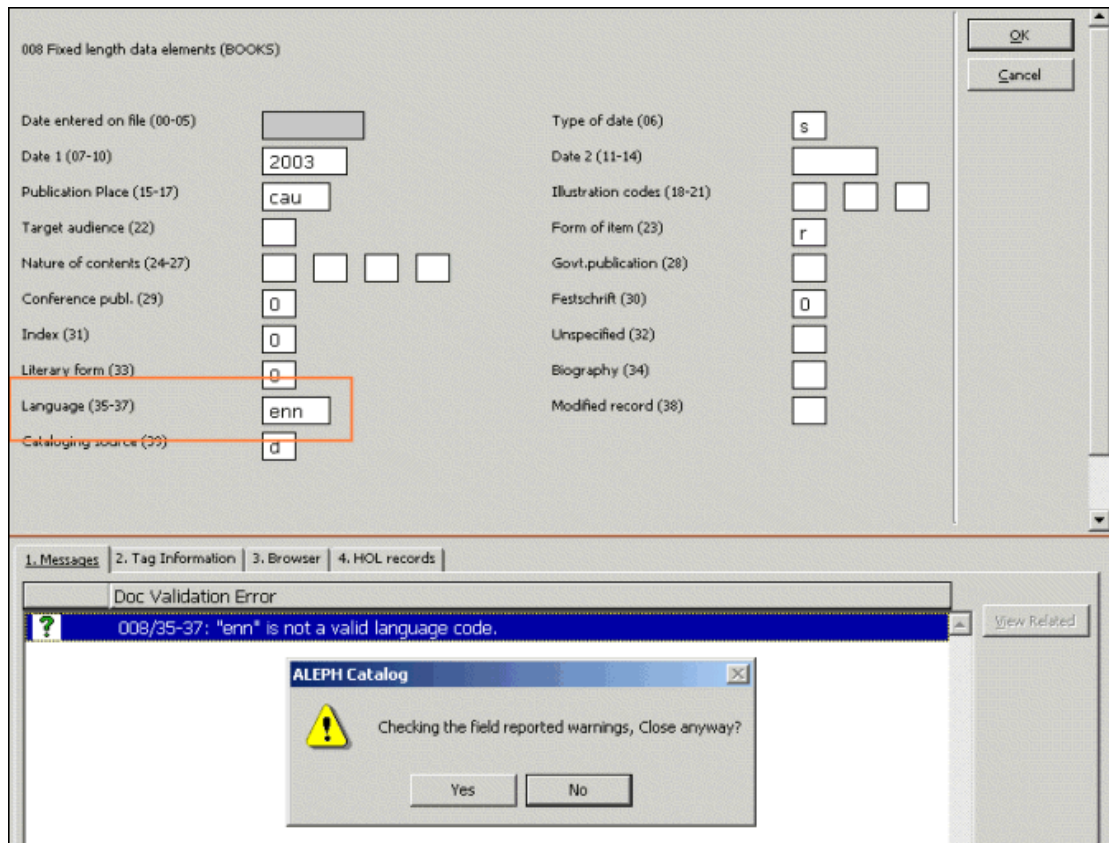 008 Fixed length data elements (BOOKS)
OK
Cancel
Date entered on file (00-05)
Type of date (06) s
Date 1 (07-10) 2003
Date 2 (11-14)
Publication Place (15-17) cau
Illustration codes (18-21)
Target audience (22)
Form of item (23) r
Nature of contents (24-27)
Govt.publication (28)
Conference publ. (29) 0
Festschrift (30) 0
Index (31) 0
Unspecified (32)
Literary form (33) 0
Biography (34)
Language (35-37) enn
Modified record (38)
Cataloging source (39) d
1. Messages 2. Tag Information 3. Browser 4. HOL records
Doc Validation Error
? 008/35-37: "enn" is not a valid language code.
View Related
ALEPH Catalog
Checking the field reported warnings, Close anyway?
Yes No